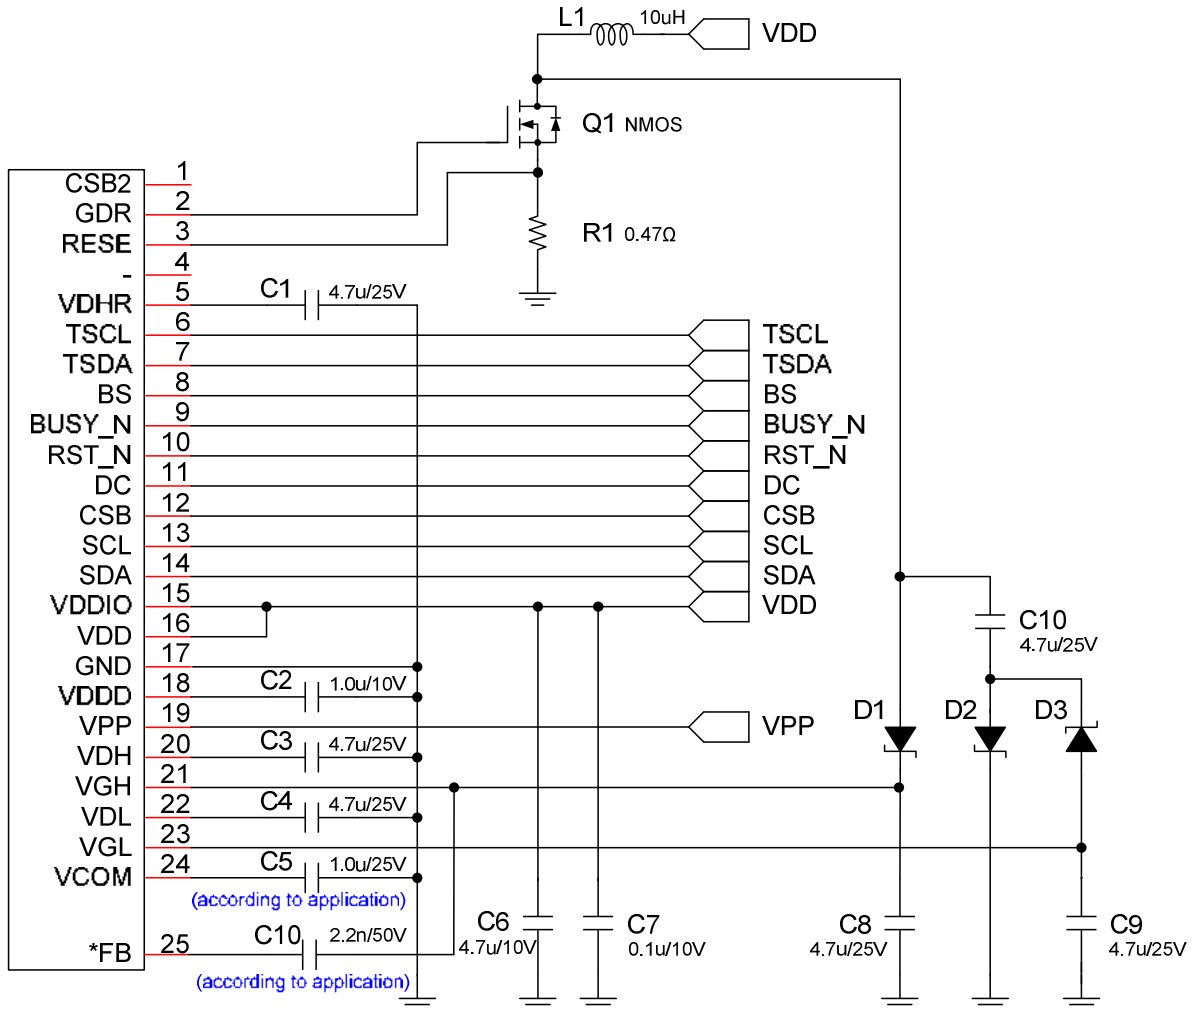 L1 10uH VDD
Q1 NMOS
CSB2 1
GDR 2
RESE 3
R1 0.47Ω
- 4
VDHR 5 C1 4.7u/25V
TSCL 6 TSCL
TSDA 7 TSDA
BS 8 BS
BUSY_N 9 BUSY_N
RST_N 10 RST_N
DC 11 DC
CSB 12 CSB
SCL 13 SCL
SDA 14 SDA
VDDIO 15 VDD
VDD 16
C10
4.7u/25V
GND 17
VDDD 18 C2 1.0u/10V
VPP 19 VPP
D1 D2 D3
VDH 20 C3 4.7u/25V
VGH 21
VDL 22 C4 4.7u/25V
VGL 23
VCOM 24 C5 1.0u/25V
(according to application)
*FB 25 C10 2.2n/50V
(according to application)
C6
4.7u/10V
C7
0.1u/10V
C8
4.7u/25V
C9
4.7u/25V